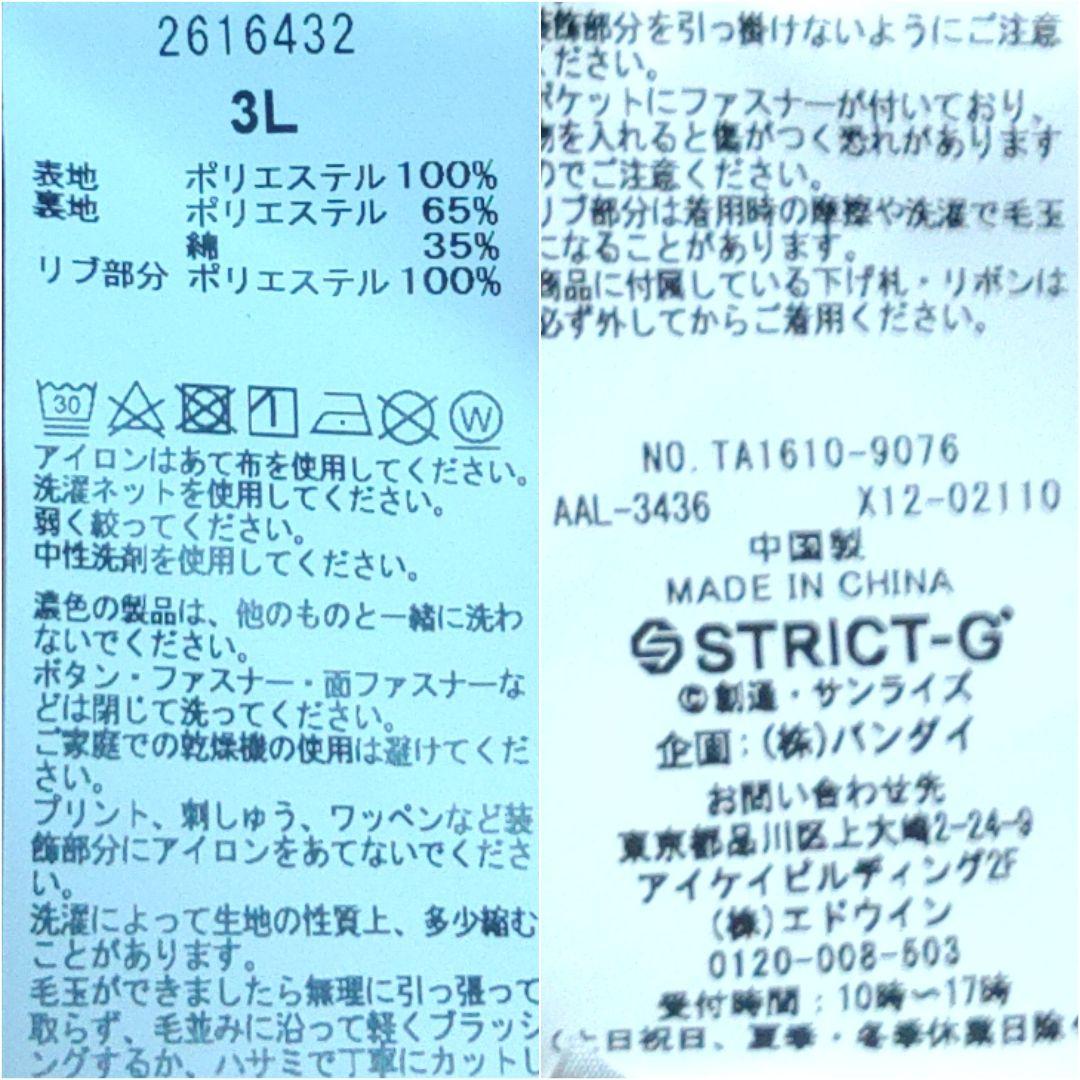 2616432
3L
表地 ポリエステル 100%
裏地 ポリエステル 65%
綿 35%
リブ部分 ポリエステル 100%
30
W
アイロンはあて布を使用してください。
洗濯ネットを使用してください。
弱く絞ってください。
中性洗剤を使用してください。
濃色の製品は、他のものと一緒に洗わ
ないでください。
ボタン・ファスナー・面ファスナーな
どは閉じて洗ってください。
ご家庭での乾燥機の使用は避けてくだ
さい。
プリント、刺しゅう、ワッペンなど装
飾部分にアイロンをあてないでくださ
い。
洗濯によって生地の性質上、多少縮む
ことがあります。
毛玉ができましたら無理に引っ張って
取らず、毛並みに沿って軽くブラッシ
ングするか、ハサミで丁寧にカットし
飾部分を引っ掛けないようにご注意
ください。
ポケットにファスナーが付いており、
物を入れると傷がつく恐れがあります
のでご注意ください。
リブ部分は着用時の摩擦や洗濯で毛玉
になることがあります。
商品に付属している下げ札・リボンは
必ず外してからご着用ください。
NO. TA1610-9076
AAL-3436 X12-02110
中国製
MADE IN CHINA
STRICT-G
©創通・サンライズ
企画:(株)バンダイ
お問い合わせ先
東京都品川区上大崎2-24-9
アイケイビルディング2F
(株)エドウイン
0120-008-503
受付時間:10時〜17時
(土日祝日、夏季・冬季休業日除